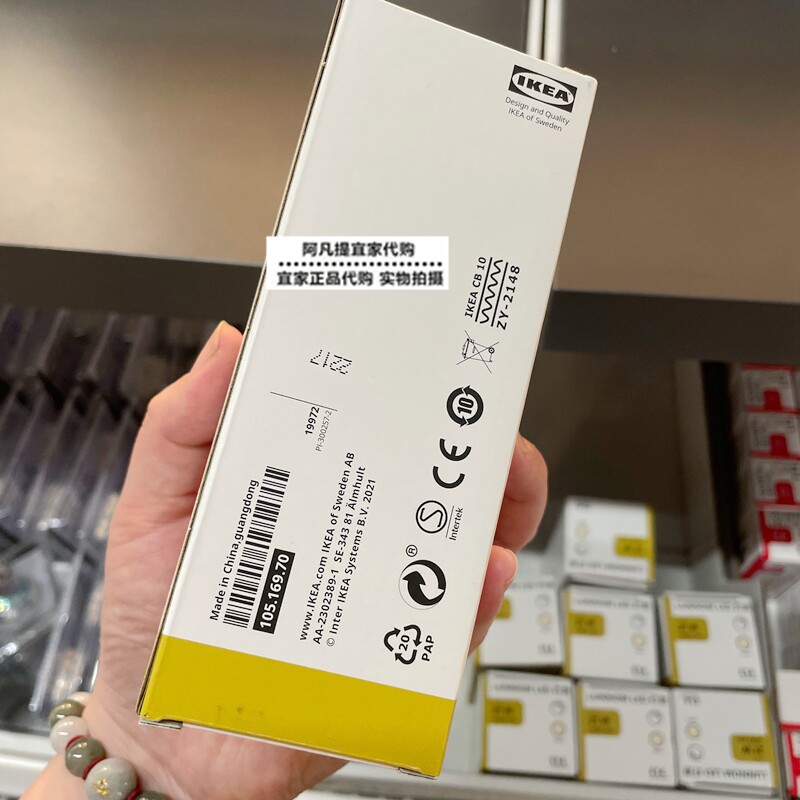 IKEA
Design and Quality
IKEA of Sweden
阿凡提宜家代购
宜家正品代购 实物拍摄
IKEA CB 10
ZY-2148
10
CE
S
Intertek
®
20
PAP
19972
PI-300257-2
Made in China,guangdong
105.169.70
www.IKEA.com IKEA of Sweden AB
AA-2302389-1 SE-343 81 Älmhult
© Inter IKEA Systems B.V. 2021